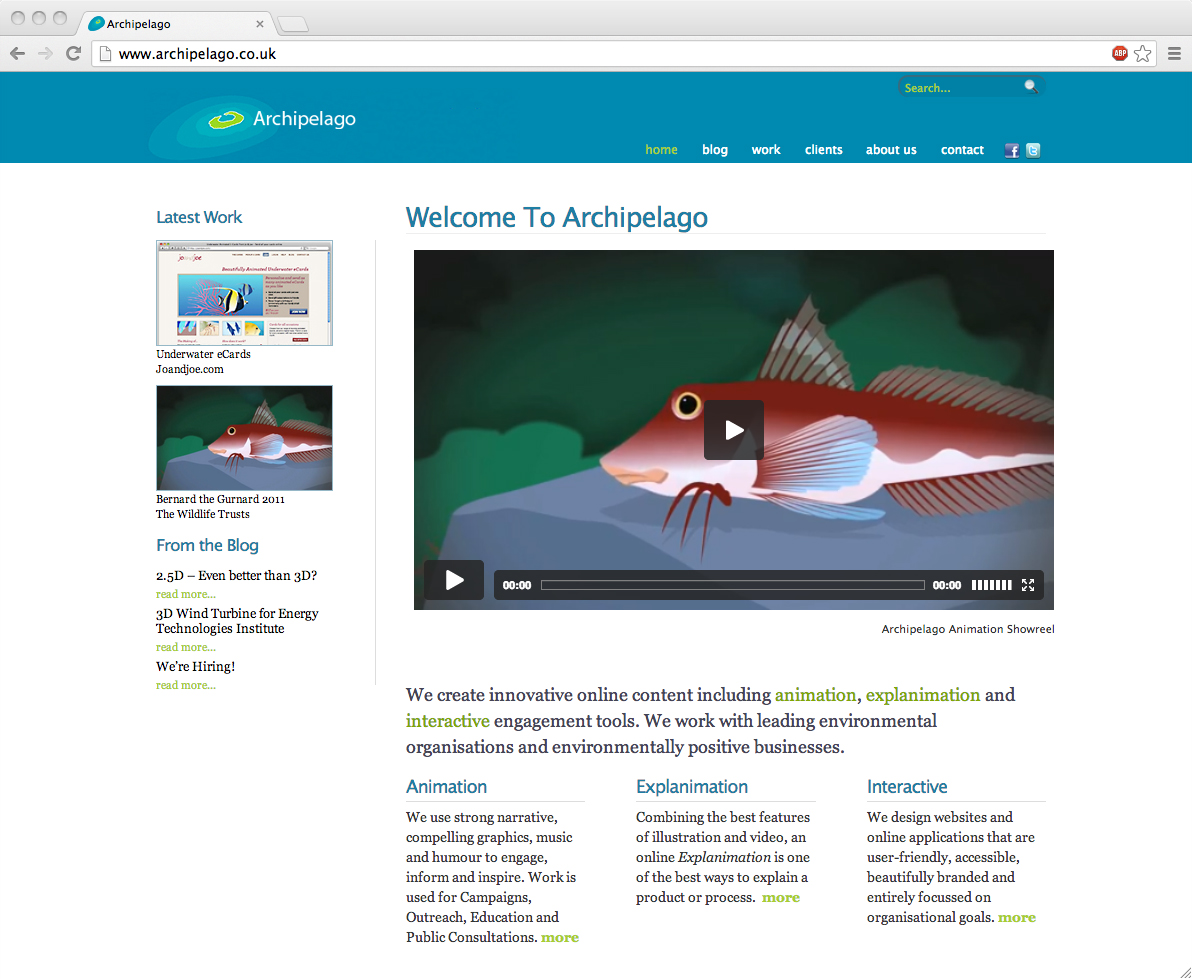 Archipelago
www.archipelago.co.uk
ABP
Search...
Archipelago
home blog work clients about us contact
Latest Work
joandjoe
Beautifully Animated Underwater eCards
Underwater eCards
Joandjoe.com
Bernard the Gurnard 2011
The Wildlife Trusts
From the Blog
2.5D – Even better than 3D?
read more...
3D Wind Turbine for Energy
Technologies Institute
read more...
We're Hiring!
read more...
Welcome To Archipelago
00:00 00:00
Archipelago Animation Showreel
We create innovative online content including animation, explanimation and
interactive engagement tools. We work with leading environmental
organisations and environmentally positive businesses.
Animation
We use strong narrative,
compelling graphics, music
and humour to engage,
inform and inspire. Work is
used for Campaigns,
Outreach, Education and
Public Consultations. more
Explanimation
Combining the best features
of illustration and video, an
online Explanimation is one
of the best ways to explain a
product or process. more
Interactive
We design websites and
online applications that are
user-friendly, accessible,
beautifully branded and
entirely focussed on
organisational goals. more